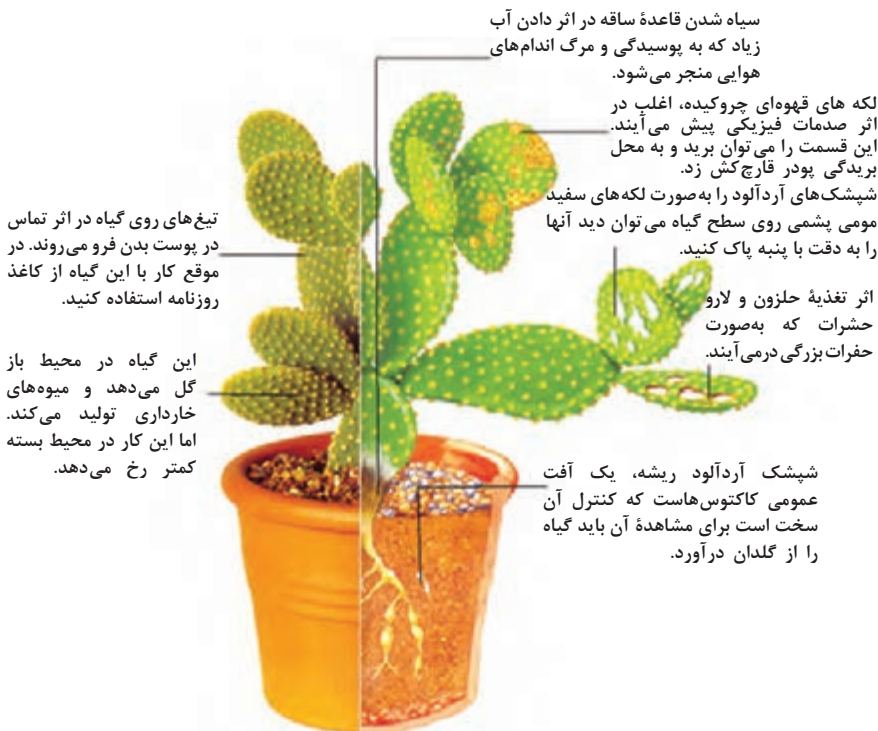 سیاه شدن قاعدهٔ ساقه در اثر دادن آب
زیاد که به پوسیدگی و مرگ اندام‌های
هوایی منجر می‌شود.
لکه های قهوه‌ای چروکیده، اغلب در
اثر صدمات فیزیکی پیش می‌آیند.
این قسمت را می‌توان برید و به محل
بریدگی پودر قارچ‌کش زد.
شپشک‌های آردآلود را به‌صورت لکه‌های سفید
مومی پشمی روی سطح گیاه می‌توان دید آنها
را به دقت با پنبه پاک کنید.
اثر تغذیهٔ حلزون و لارو
حشرات که به‌صورت
حفرات بزرگی درمی‌آیند.
شپشک آردآلود ریشه، یک آفت
عمومی کاکتوس‌هاست که کنترل آن
سخت است برای مشاهدهٔ آن باید گیاه
را از گلدان درآورد.
تیغ‌های روی گیاه در اثر تماس
در پوست بدن فرو می‌روند. در
موقع کار با این گیاه از کاغذ
روزنامه استفاده کنید.
این گیاه در محیط باز
گل می‌دهد و میوه‌های
خارداری تولید می‌کند.
اما این کار در محیط بسته
کمتر رخ می‌دهد.